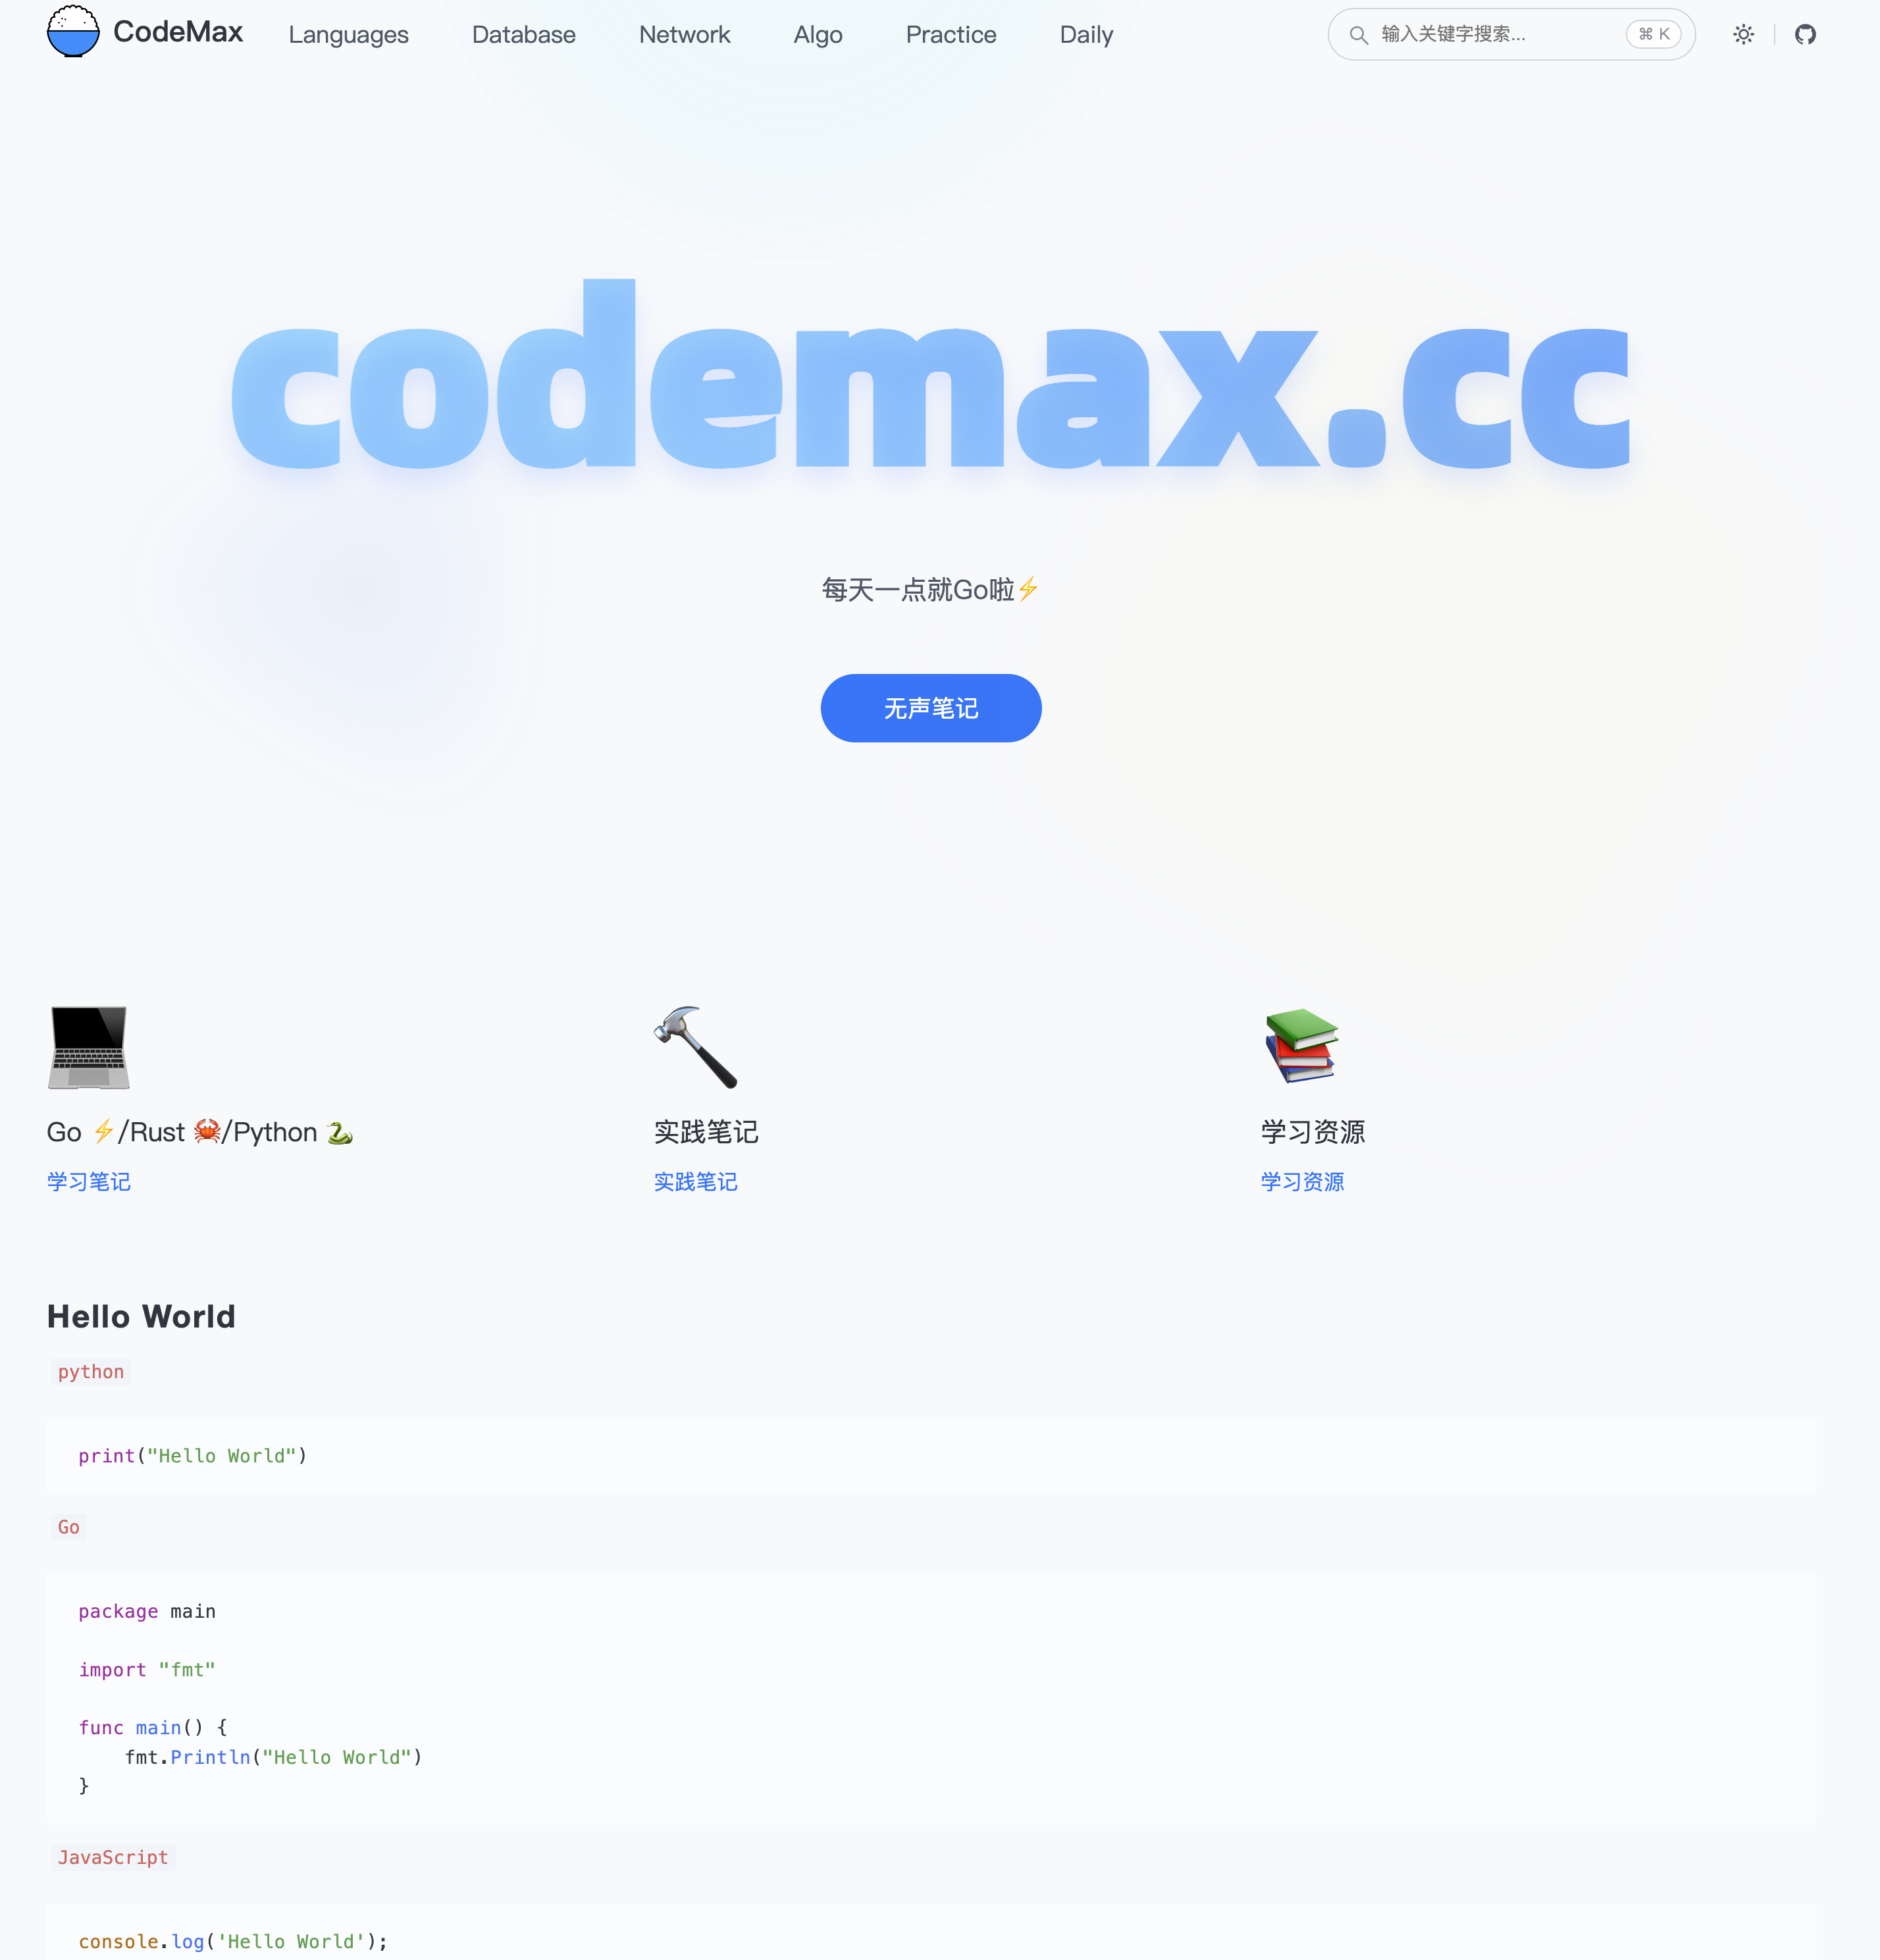 CodeMax Languages Database Network Algo Practice Daily 输入关键字搜索... ⌘ K
codemax.cc
每天一点就Go啦⚡
无声笔记
Go ⚡/Rust 🦀/Python 🐍 实践笔记 学习资源
学习笔记 实践笔记 学习资源
Hello World
python
print("Hello World")
Go
package main
import "fmt"
func main() {
    fmt.Println("Hello World")
}
JavaScript
console.log('Hello World');